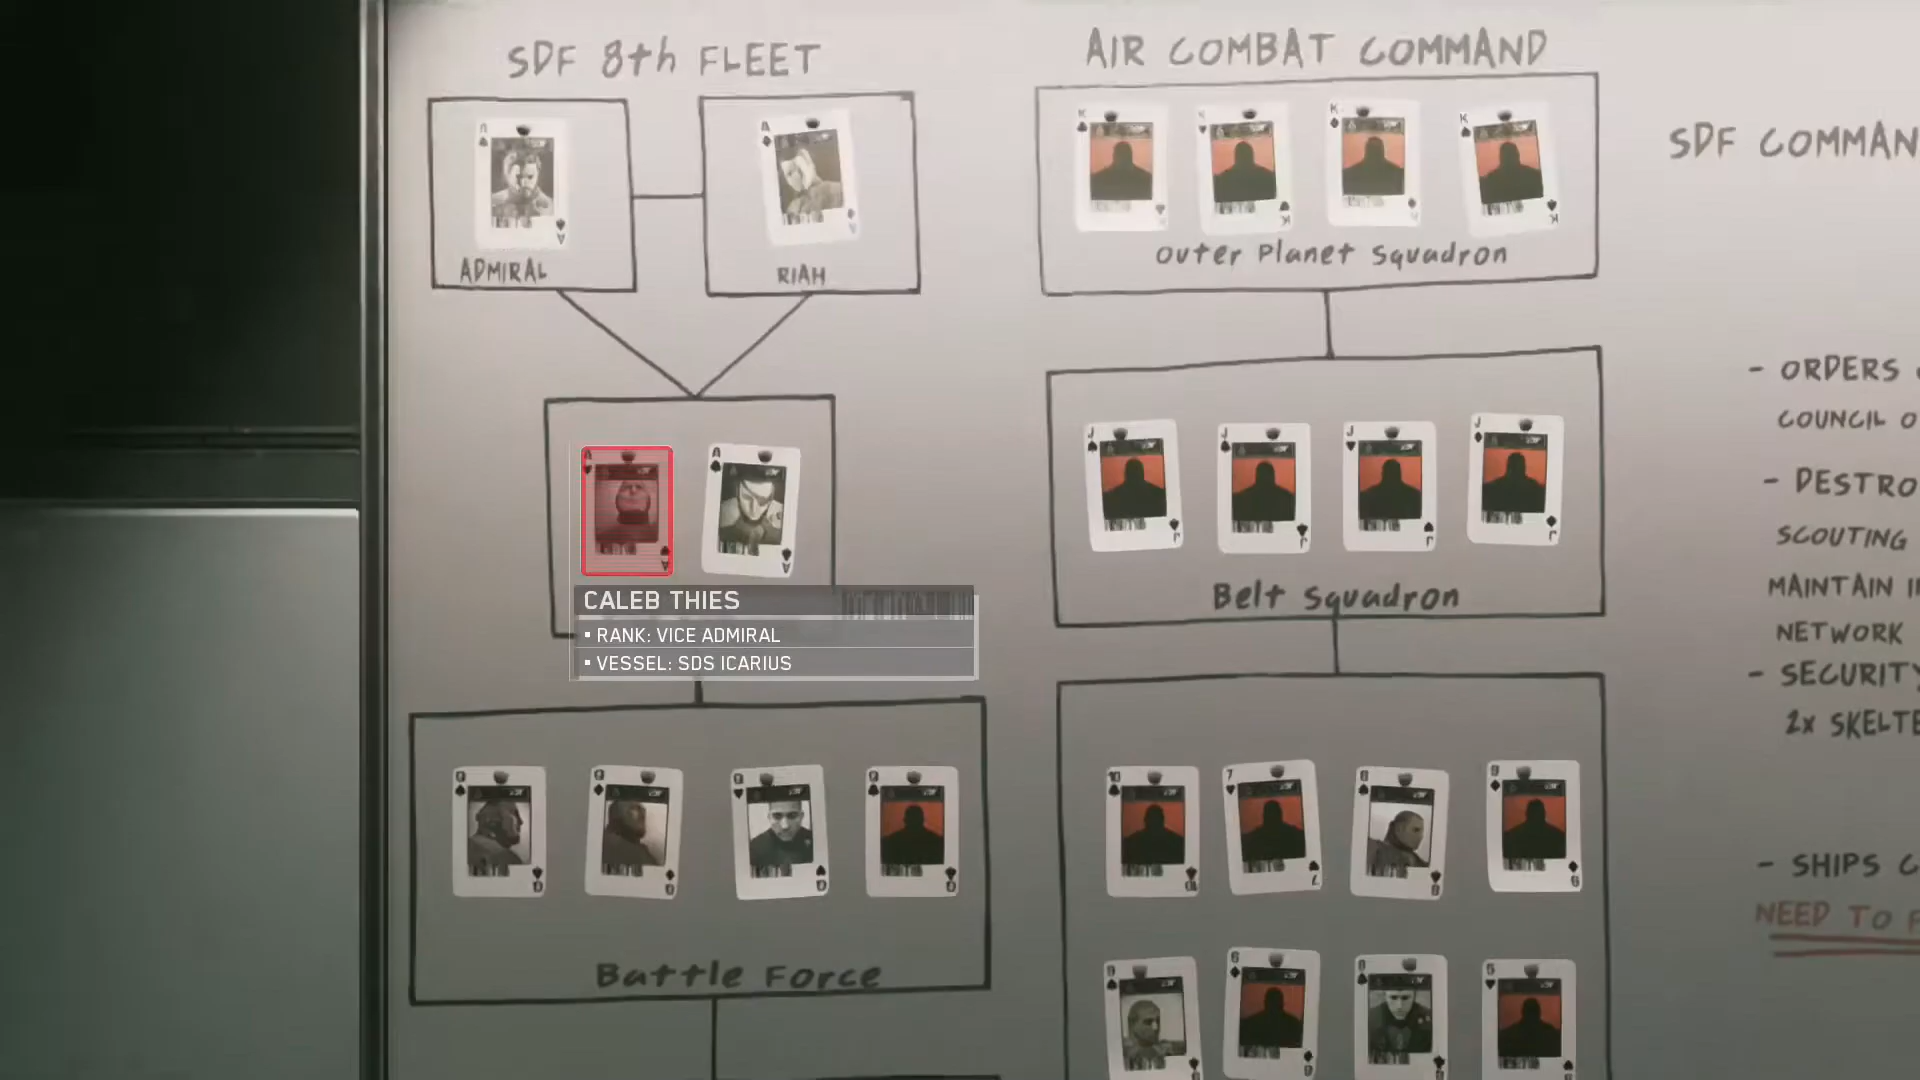 SDF 8th FLEET
ADMIRAL
RIAH
CALEB THIES
▪ RANK: VICE ADMIRAL
▪ VESSEL: SDS ICARIUS
Battle Force
AIR COMBAT COMMAND
Outer Planet Squadron
Belt Squadron
SDF COMMAN
- ORDERS
COUNCIL O
- DESTRO
SCOUTING
MAINTAIN
NETWORK
- SECURITY
2x SKELTE
- SHIPS C
NEED TO F